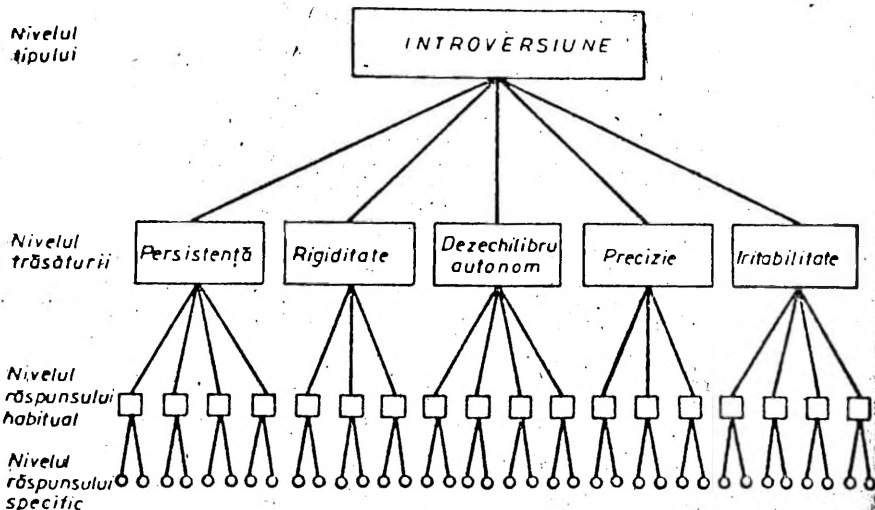 Nivelul
tipului
INTROVERSIUNE
Nivelul
trăsăturii
Persistență
Rigiditate
Dezechilibru
autonom
Precizie
Iritabilitate
Nivelul
răspunsului
habitual
Nivelul
răspunsului
specific